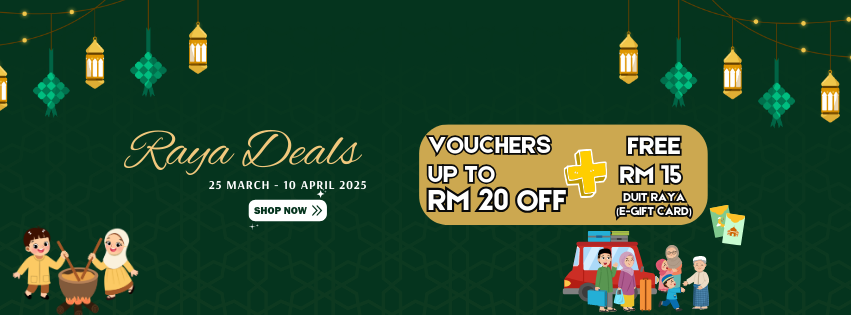 Raya Deals
25 MARCH - 10 APRIL 2025
SHOP NOW
VOUCHERS
UP TO
RM 20 OFF
FREE
RM 15
DUIT RAYA
(E-GIFT CARD)